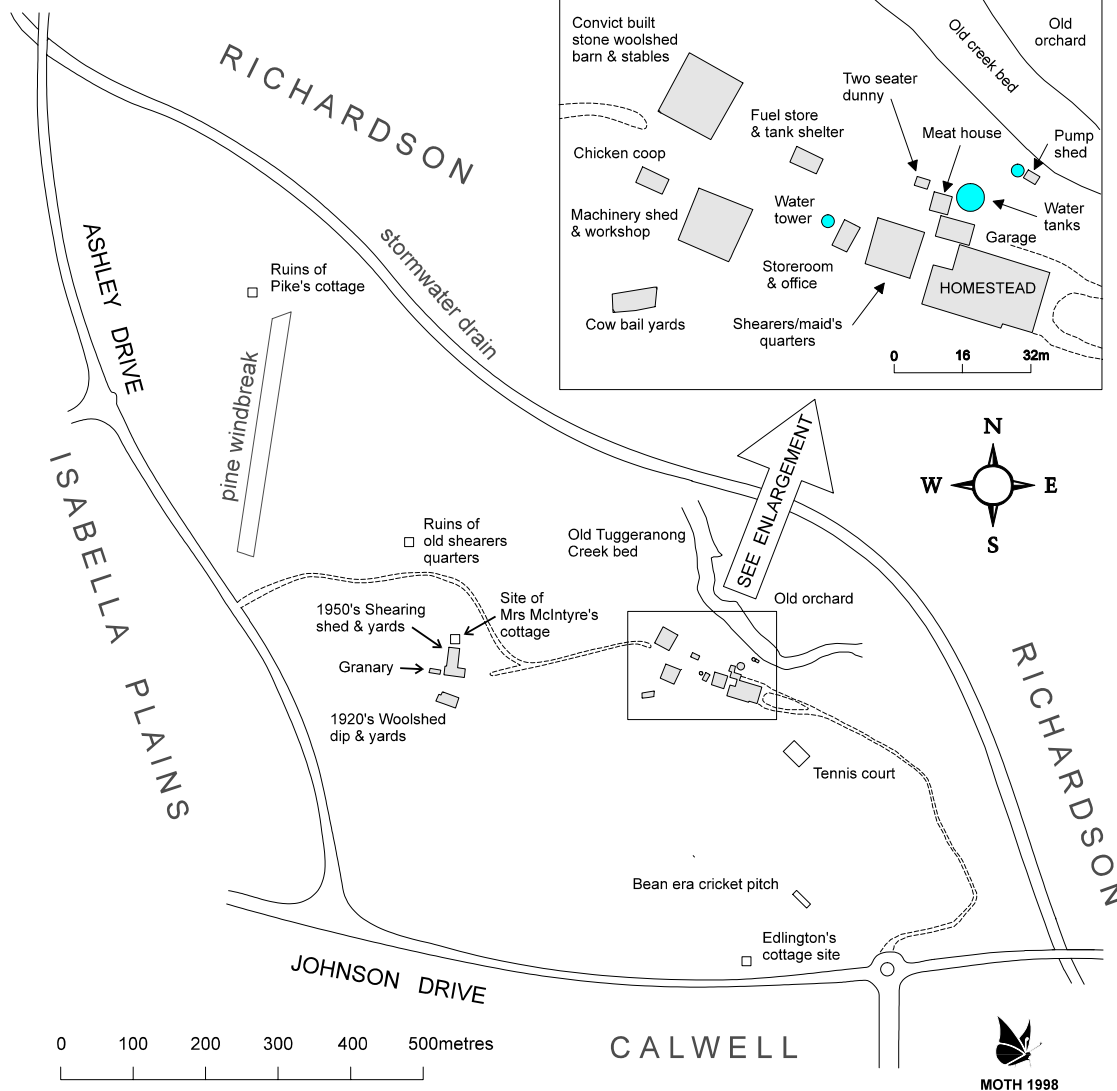 RICHARDSON
Convict built
stone woolshed
barn & stables
Old creek bed
Old
orchard
Two seater
dunny
Fuel store
& tank shelter
Meat house
Pump
shed
Chicken coop
Water
tower
Water
tanks
Machinery shed
& workshop
Garage
Storeroom
& office
HOMESTEAD
Cow bail yards
Shearers/maid's
quarters
0 16 32m
ASHLEY DRIVE
Ruins of
Pike's cottage
stormwater drain
pine windbreak
SEE ENLARGEMENT
N
W E
S
ISABELLA PLAINS
Ruins of
old shearers
quarters
Old Tuggeranong
Creek bed
1950's Shearing
shed & yards
Site of
Mrs McIntyre's
cottage
Old orchard
Granary
1920's Woolshed
dip & yards
RICHARDSON
Tennis court
Bean era cricket pitch
Edlington's
cottage site
JOHNSON DRIVE
0 100 200 300 400 500metres
CALWELL
MOTH 1998